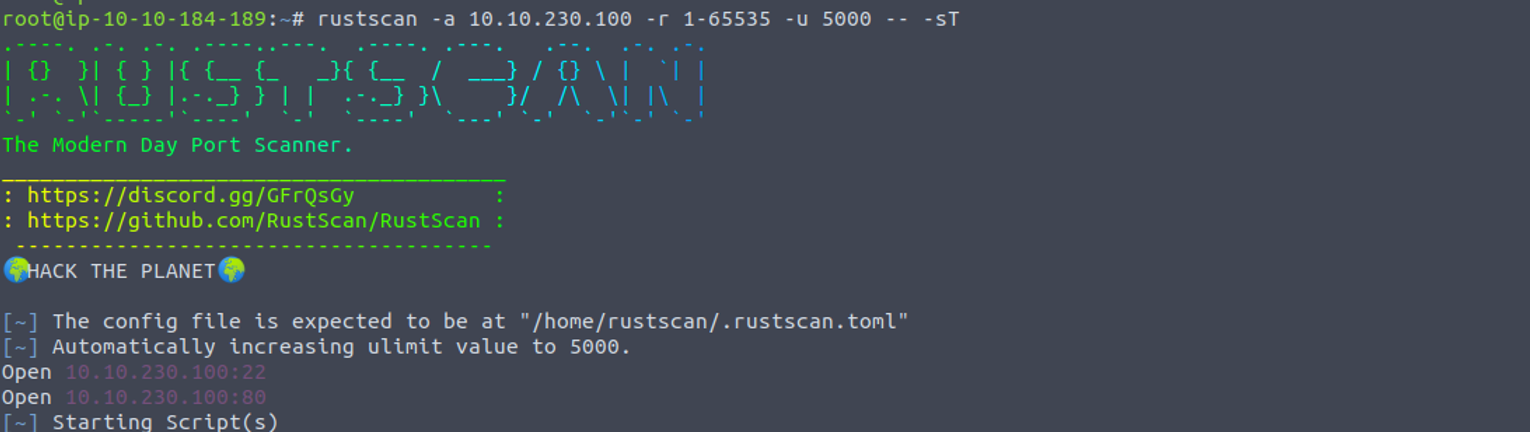 root@ip-10-10-184-189:~# rustscan -a 10.10.230.100 -r 1-65535 -u 5000 -- -sT
.----. .-. .-. .----..---.  .----. .---.   .--.  .-. .-.
| {}  }| { } |{ {__ {_   _}{ {__  /  ___} / {} \ |  `| |
| .-. \| {_} |.-._} } | |  .-._} }\     }/  /\  \| |\  |
`-' `-'`-----'`----'  `-'  `----'  `---' `-'  `-'`-' `-'
The Modern Day Port Scanner.
________________________________________
: https://discord.gg/GFrQsGy           :
: https://github.com/RustScan/RustScan :
 --------------------------------------
🌍HACK THE PLANET🌍
[~] The config file is expected to be at "/home/rustscan/.rustscan.toml"
[~] Automatically increasing ulimit value to 5000.
Open 10.10.230.100:22
Open 10.10.230.100:80
[~] Starting Script(s)